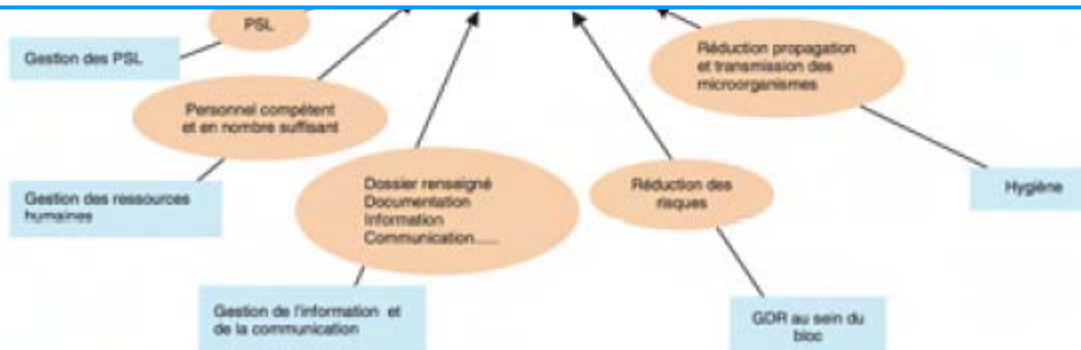 PSL
Gestion des PSL
Réduction propagation
et transmission des
microorganismes
Personnel compétent
et en nombre suffisant
Gestion des ressources
humaines
Dossier renseigné
Documentation
Information
Communication.....
Réduction des
risques
Hygiène
Gestion de l'information et
de la communication
GDR au sein du
bloc